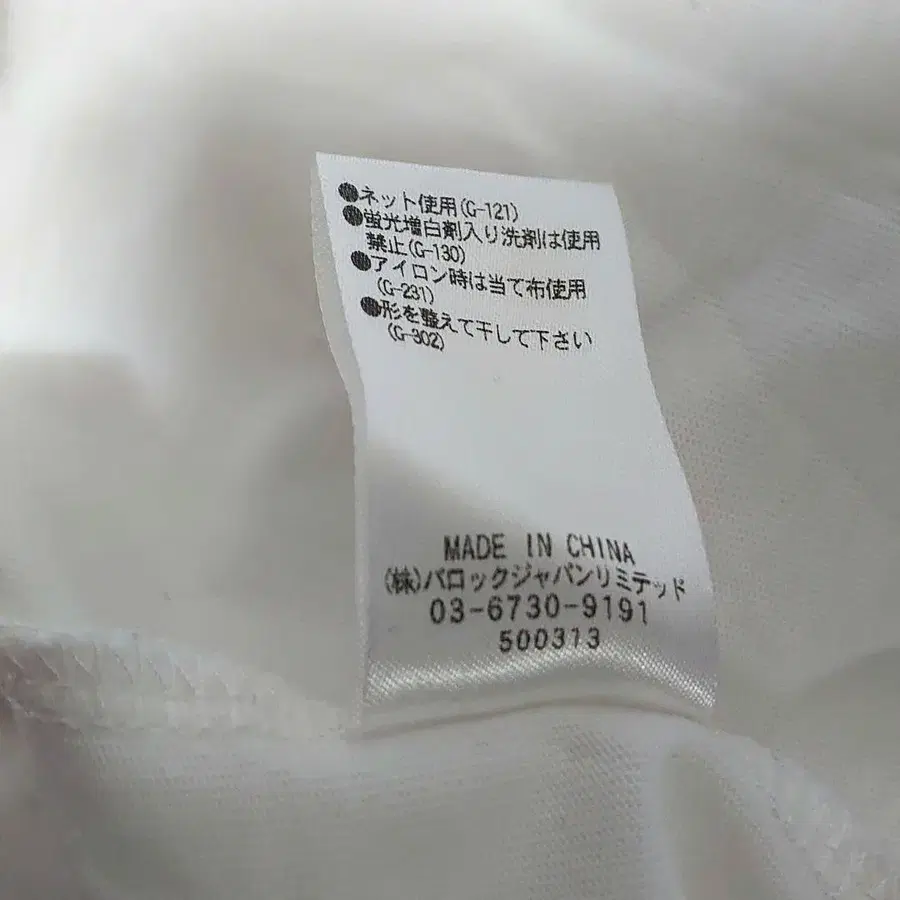 ●ネット使用(G-121)
●蛍光増白剤入り洗剤は使用
禁止(G-130)
●アイロン時は当て布使用
(G-231)
●形を整えて干して下さい
(G-302)
MADE IN CHINA
(株)バロックジャパンリミテッド
03-6730-9191
500313